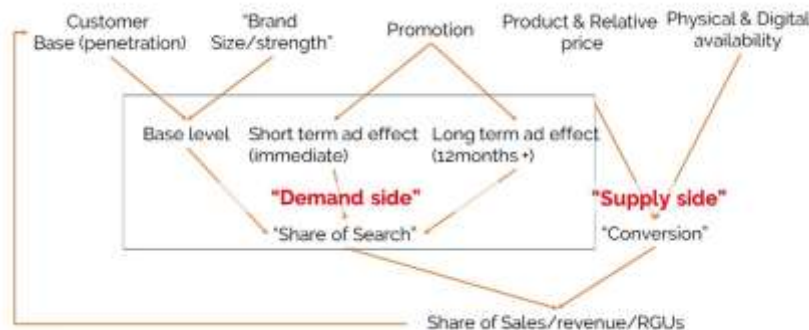 Customer
Base (penetration)
"Brand
Size/strength"
Promotion
Product & Relative
price
Physical & Digital
availability
Base level
Short term ad effect
(immediate)
Long term ad effect
(12months +)
"Demand side"
"Supply side"
"Share of Search"
"Conversion"
Share of Sales/revenue/RGUs